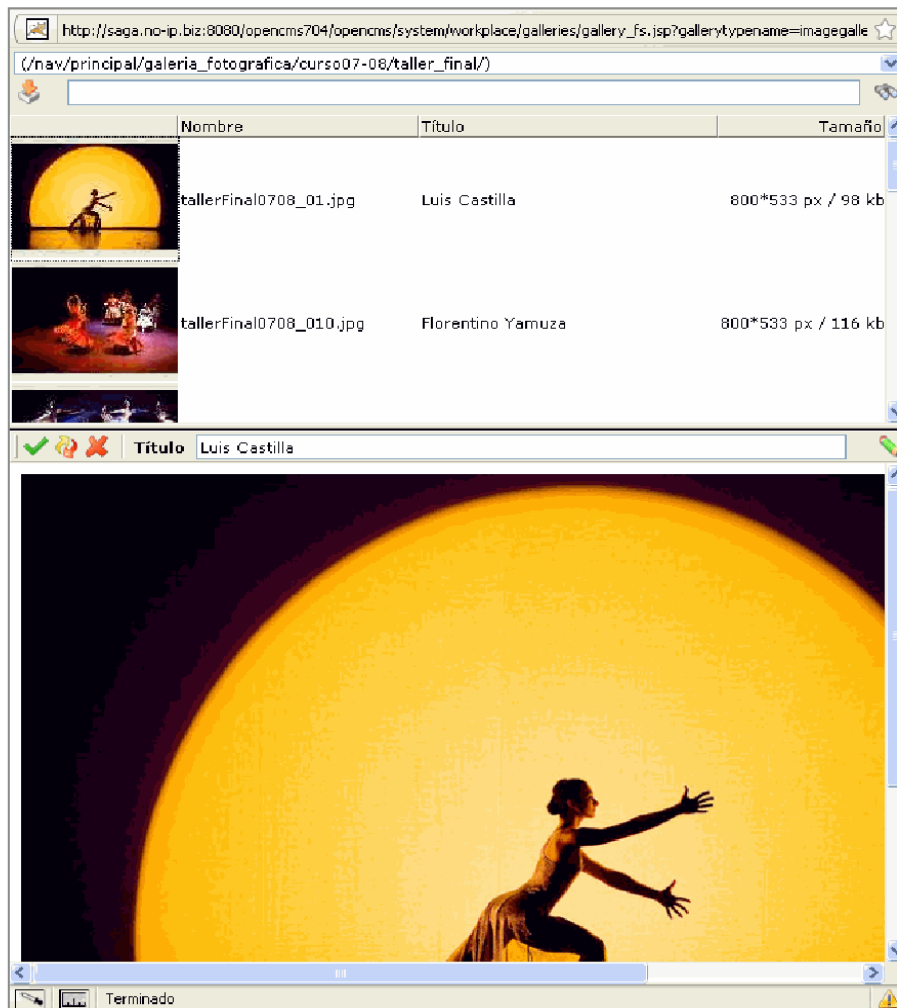 http://saga.no-ip.biz:8080/opencms704/opencms/system/workplace/galleries/gallery_fs.jsp?gallerytypename=imagegalle
(/nav/principal/galeria_fotografica/curso07-08/taller_final/)
Nombre Título Tamaño
tallerFinal0708_01.jpg Luis Castilla 800*533 px / 98 kb
tallerFinal0708_010.jpg Florentino Yamuza 800*533 px / 116 kb
Título Luis Castilla
Terminado